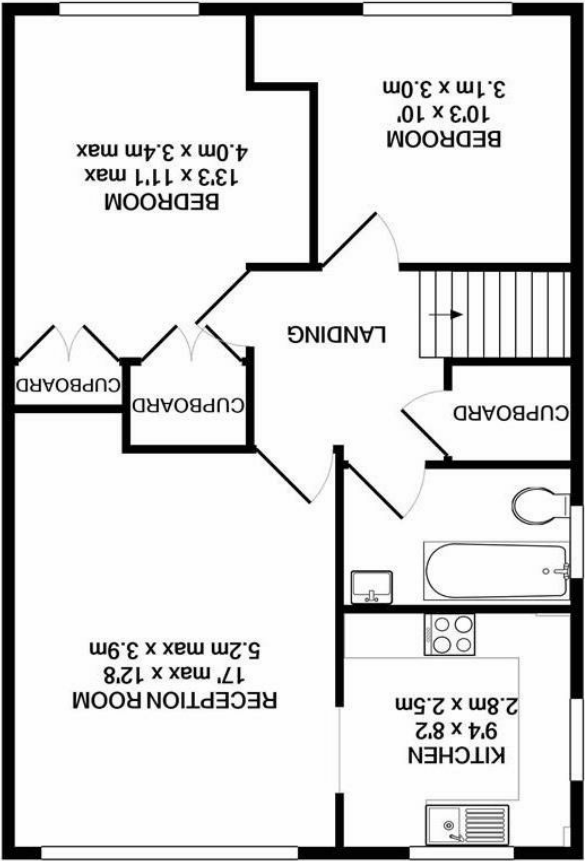 KITCHEN
9'4 x 8'2
2.8m x 2.5m
RECEPTION ROOM
17' max x 12'8
5.2m max x 3.9m
CUPBOARD
CUPBOARD
CUPBOARD
LANDING
BEDROOM
13'3 x 11'1 max
4.0m x 3.4m max
BEDROOM
10'3 x 10'
3.1m x 3.0m